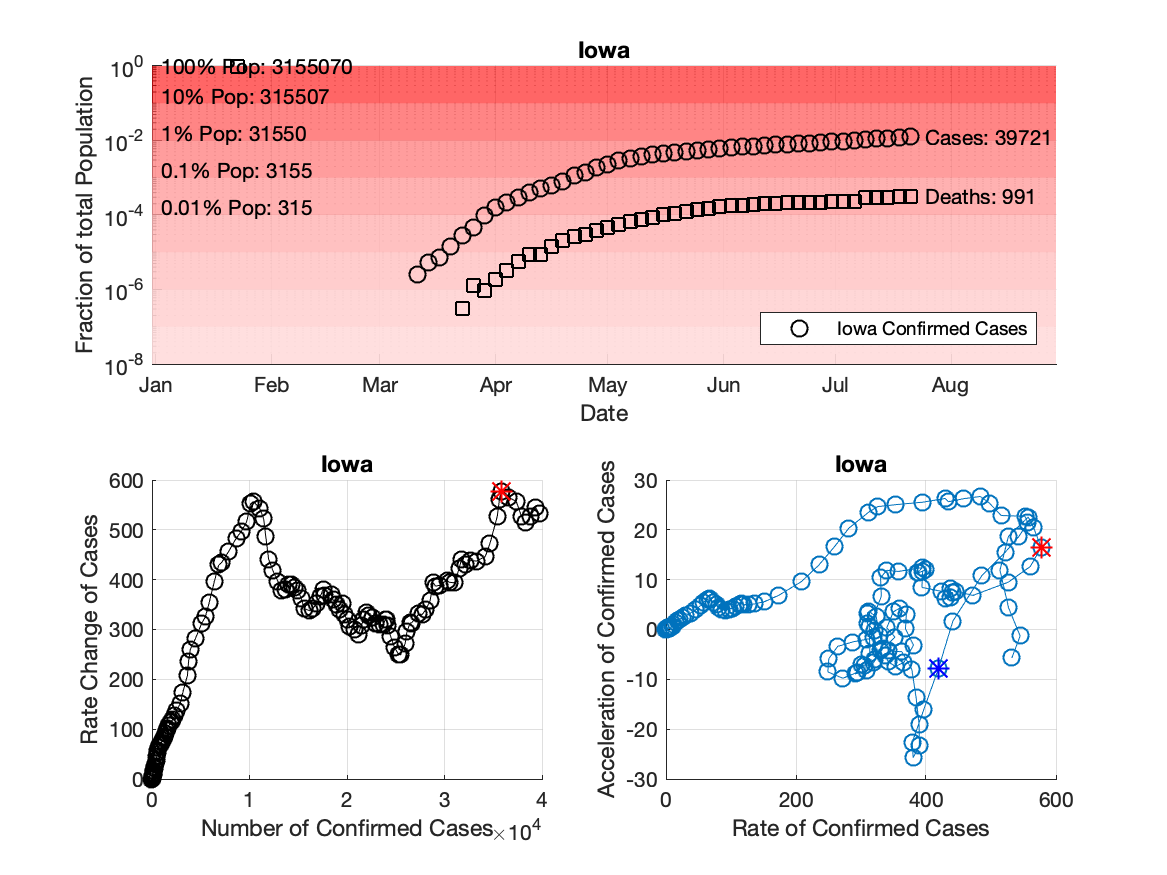 Iowa
10^0
10^-2
10^-4
10^-6
10^-8
Fraction of total Population
100% Pop: 3155070
10% Pop: 315507
1% Pop: 31550
0.1% Pop: 3155
0.01% Pop: 315
Cases: 39721
Deaths: 991
Iowa Confirmed Cases
Jan Feb Mar Apr May Jun Jul Aug
Date
Iowa
600
500
400
300
200
100
0
Rate Change of Cases
0 1 2 3 4
Number of Confirmed Cases ×10^4
Iowa
30
20
10
0
-10
-20
-30
Acceleration of Confirmed Cases
0 200 400 600
Rate of Confirmed Cases